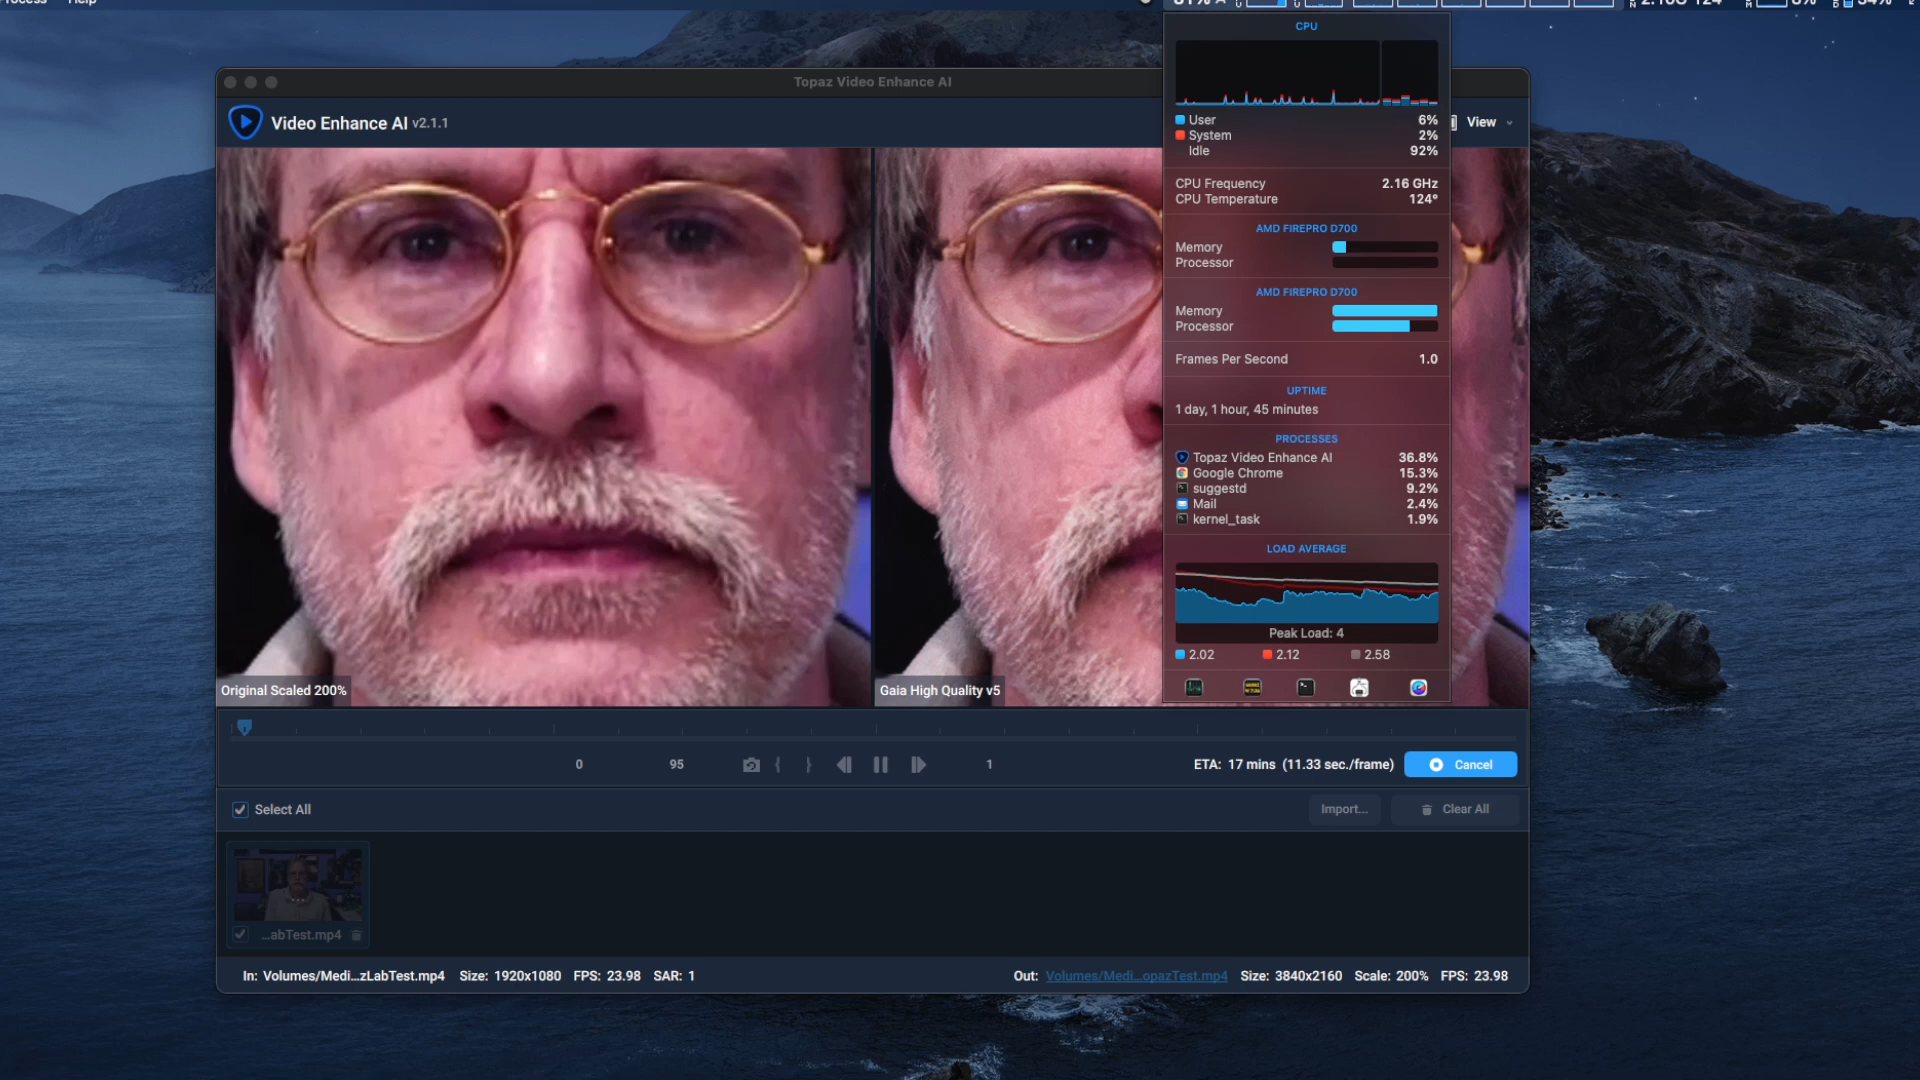 Process Help
Topaz Video Enhance AI
Video Enhance AI v2.1.1
View
CPU
User 6%
System 2%
Idle 92%
CPU Frequency 2.16 GHz
CPU Temperature 124°
AMD FIREPRO D700
Memory
Processor
AMD FIREPRO D700
Memory
Processor
Frames Per Second 1.0
UPTIME
1 day, 1 hour, 45 minutes
PROCESSES
Topaz Video Enhance AI 36.8%
Google Chrome 15.3%
suggestd 9.2%
Mail 2.4%
kernel_task 1.9%
LOAD AVERAGE
Peak Load: 4
2.02 2.12 2.58
Original Scaled 200%
Gaia High Quality v5
0 95 1 ETA: 17 mins (11.33 sec./frame) Cancel
Select All Import... Clear All
...abTest.mp4
In: Volumes/Medi...zLabTest.mp4 Size: 1920x1080 FPS: 23.98 SAR: 1 Out: Volumes/Medi...opazTest.mp4 Size: 3840x2160 Scale: 200% FPS: 23.98